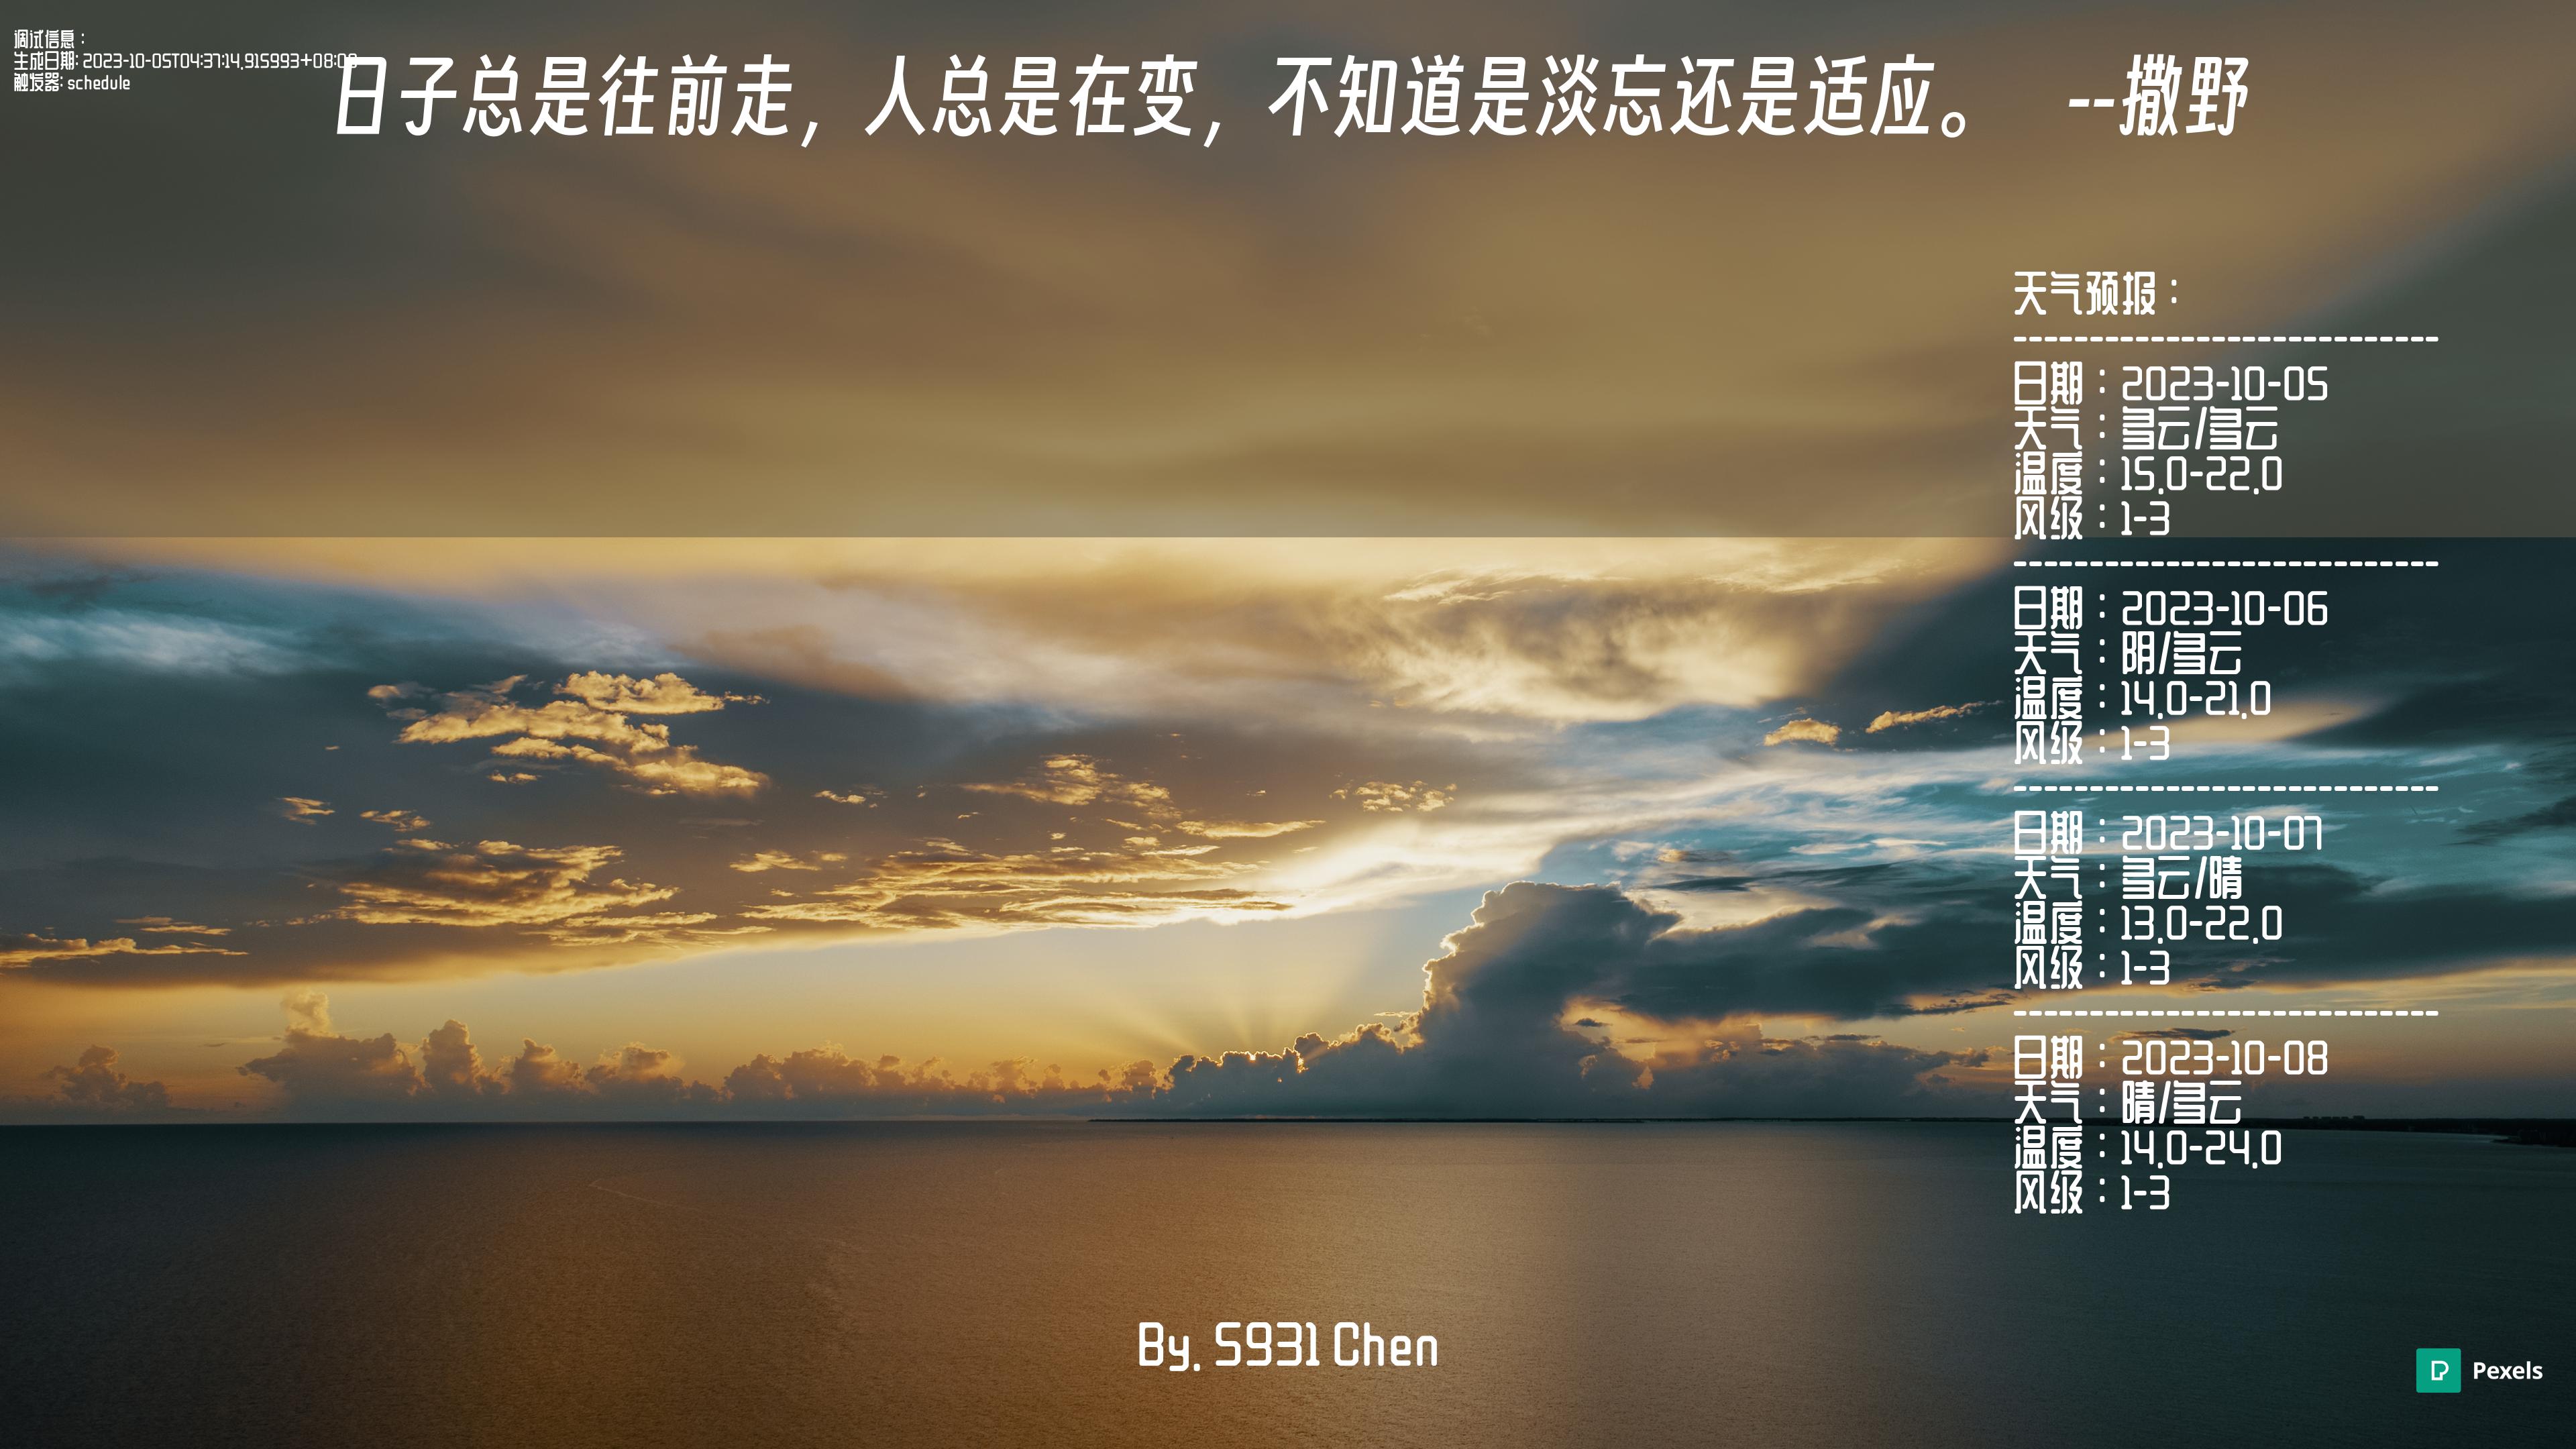 调试信息：
生成日期: 2023-10-05T04:37:14.915993+08:00
触发器: schedule
日子总是往前走，人总是在变，不知道是淡忘还是适应。 --撒野
天气预报：
----------------------------
日期：2023-10-05
天气：多云/多云
温度：15.0-22.0
风级：1-3
----------------------------
日期：2023-10-06
天气：阴/多云
温度：14.0-21.0
风级：1-3
----------------------------
日期：2023-10-07
天气：多云/晴
温度：13.0-22.0
风级：1-3
----------------------------
日期：2023-10-08
天气：晴/多云
温度：14.0-24.0
风级：1-3
By. S931 Chen
Pexels